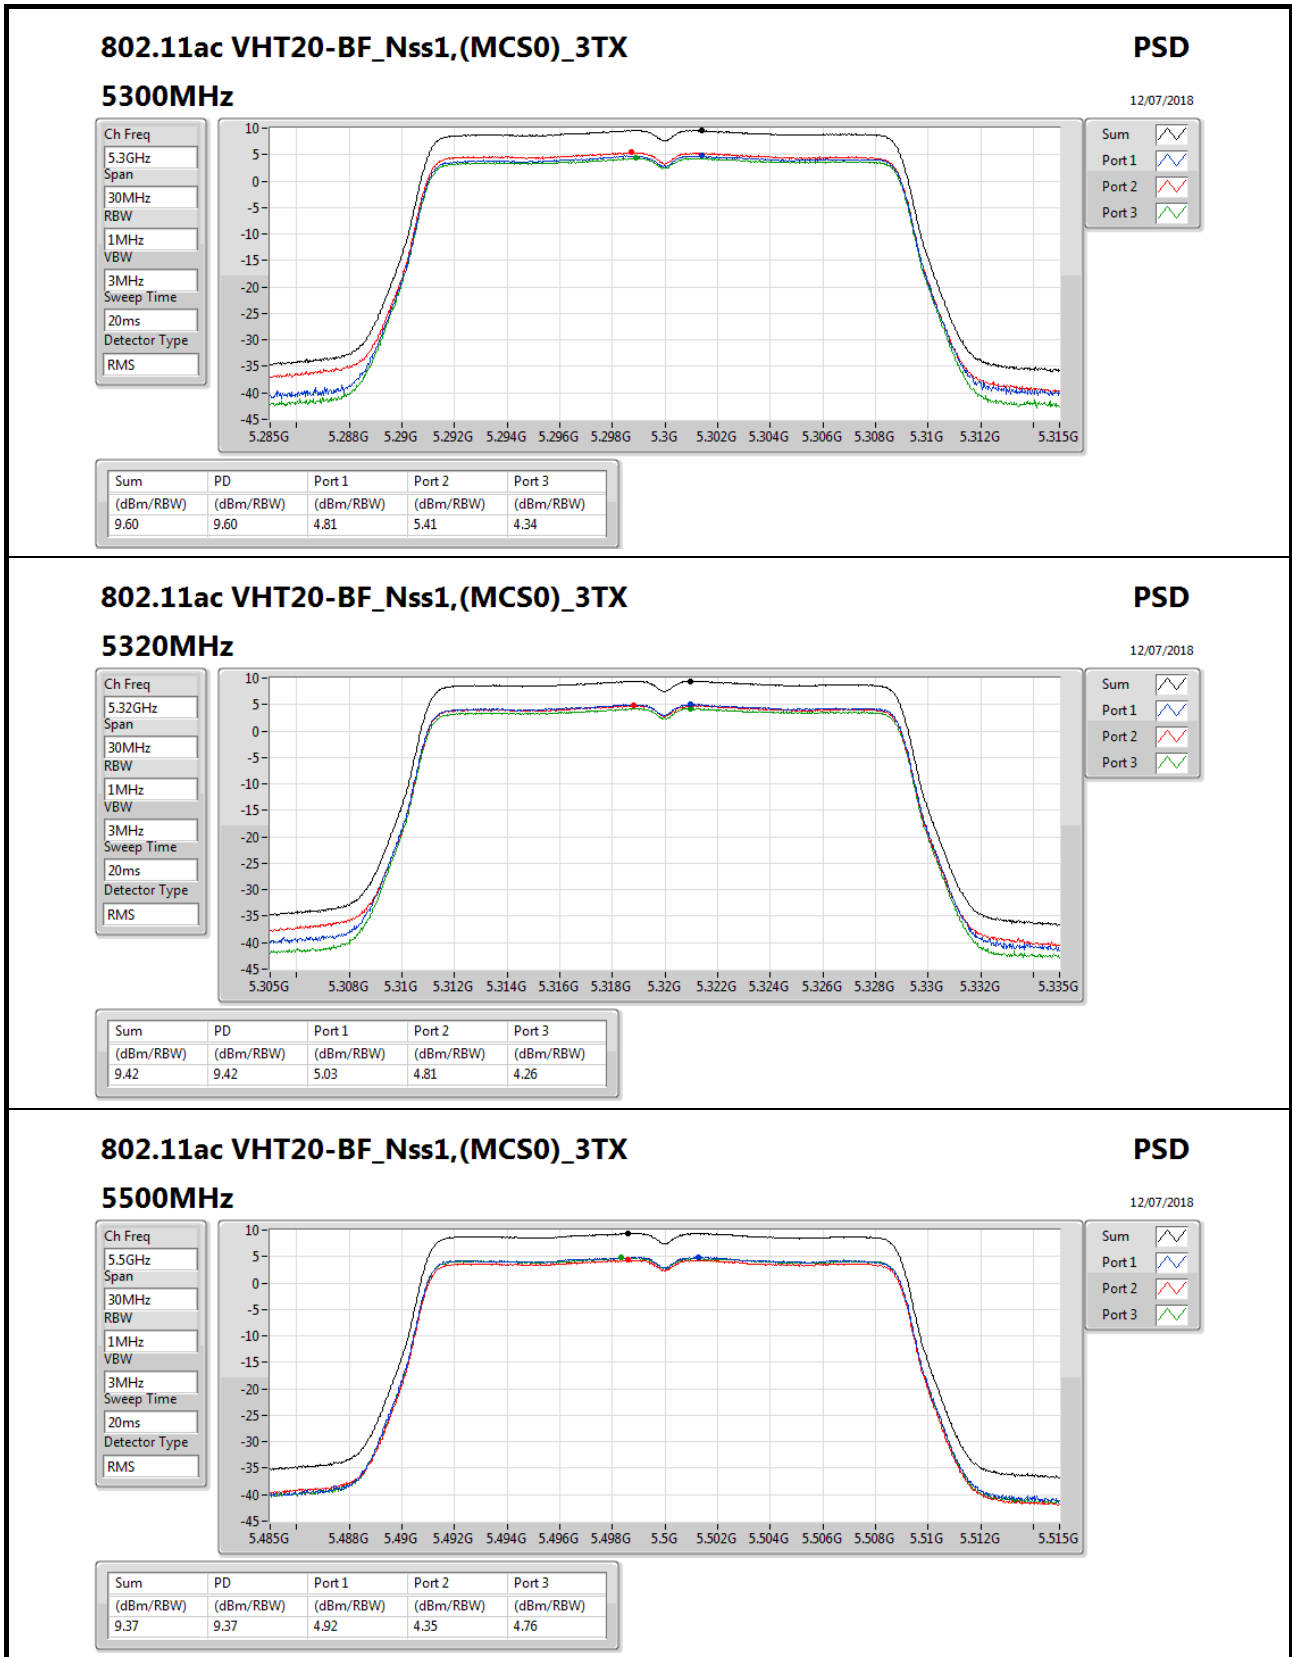 802.11ac VHT20-BF_Nss1,(MCS0)_3TX PSD
5300MHz 12/07/2018
Ch Freq
5.3GHz
Span
30MHz
RBW
1MHz
VBW
3MHz
Sweep Time
20ms
Detector Type
RMS
10
5
0
-5
-10
-15
-20
-25
-30
-35
-40
-45
5.285G 5.288G 5.29G 5.292G 5.294G 5.296G 5.298G 5.3G 5.302G 5.304G 5.306G 5.308G 5.31G 5.312G 5.315G
Sum
Port 1
Port 2
Port 3
Sum PD Port 1 Port 2 Port 3
(dBm/RBW) (dBm/RBW) (dBm/RBW) (dBm/RBW) (dBm/RBW)
9.60 9.60 4.81 5.41 4.34
802.11ac VHT20-BF_Nss1,(MCS0)_3TX PSD
5320MHz 12/07/2018
Ch Freq
5.32GHz
Span
30MHz
RBW
1MHz
VBW
3MHz
Sweep Time
20ms
Detector Type
RMS
10
5
0
-5
-10
-15
-20
-25
-30
-35
-40
-45
5.305G 5.308G 5.31G 5.312G 5.314G 5.316G 5.318G 5.32G 5.322G 5.324G 5.326G 5.328G 5.33G 5.332G 5.335G
Sum
Port 1
Port 2
Port 3
Sum PD Port 1 Port 2 Port 3
(dBm/RBW) (dBm/RBW) (dBm/RBW) (dBm/RBW) (dBm/RBW)
9.42 9.42 5.03 4.81 4.26
802.11ac VHT20-BF_Nss1,(MCS0)_3TX PSD
5500MHz 12/07/2018
Ch Freq
5.5GHz
Span
30MHz
RBW
1MHz
VBW
3MHz
Sweep Time
20ms
Detector Type
RMS
10
5
0
-5
-10
-15
-20
-25
-30
-35
-40
-45
5.485G 5.488G 5.49G 5.492G 5.494G 5.496G 5.498G 5.5G 5.502G 5.504G 5.506G 5.508G 5.51G 5.512G 5.515G
Sum
Port 1
Port 2
Port 3
Sum PD Port 1 Port 2 Port 3
(dBm/RBW) (dBm/RBW) (dBm/RBW) (dBm/RBW) (dBm/RBW)
9.37 9.37 4.92 4.35 4.76